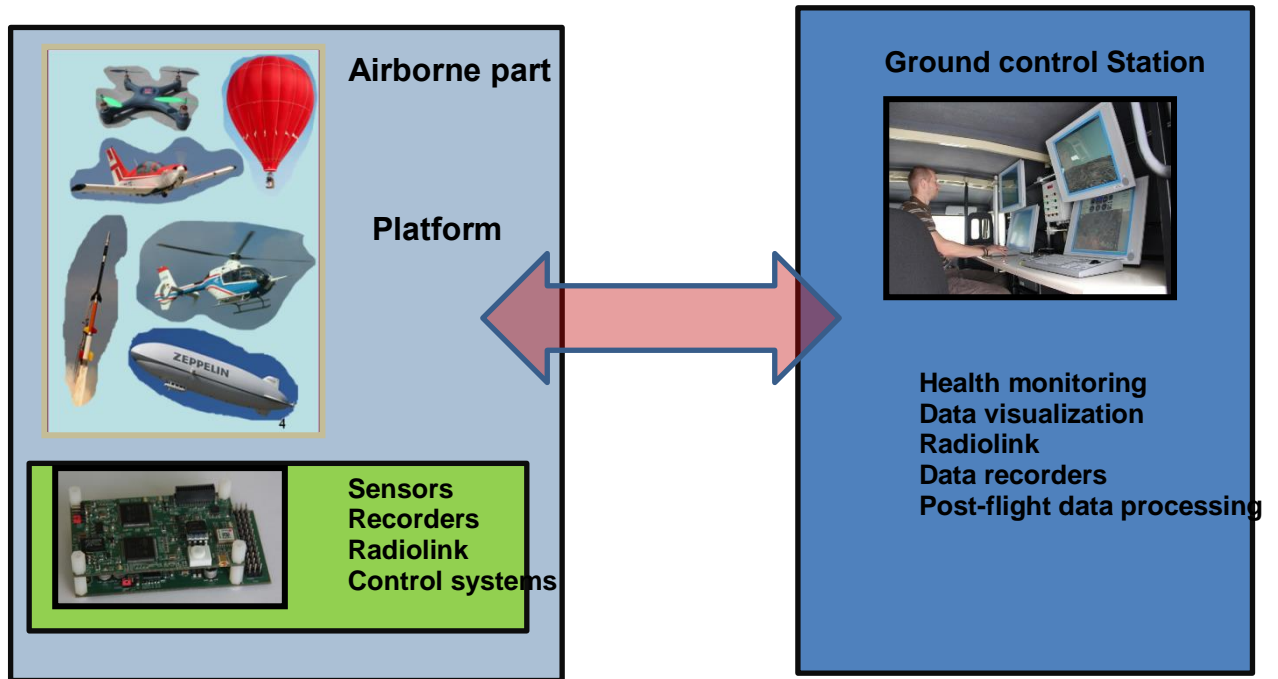 Airborne part
Platform
ZEPPELIN
4
Sensors
Recorders
Radiolink
Control systems
Ground control Station
Health monitoring
Data visualization
Radiolink
Data recorders
Post-flight data processing